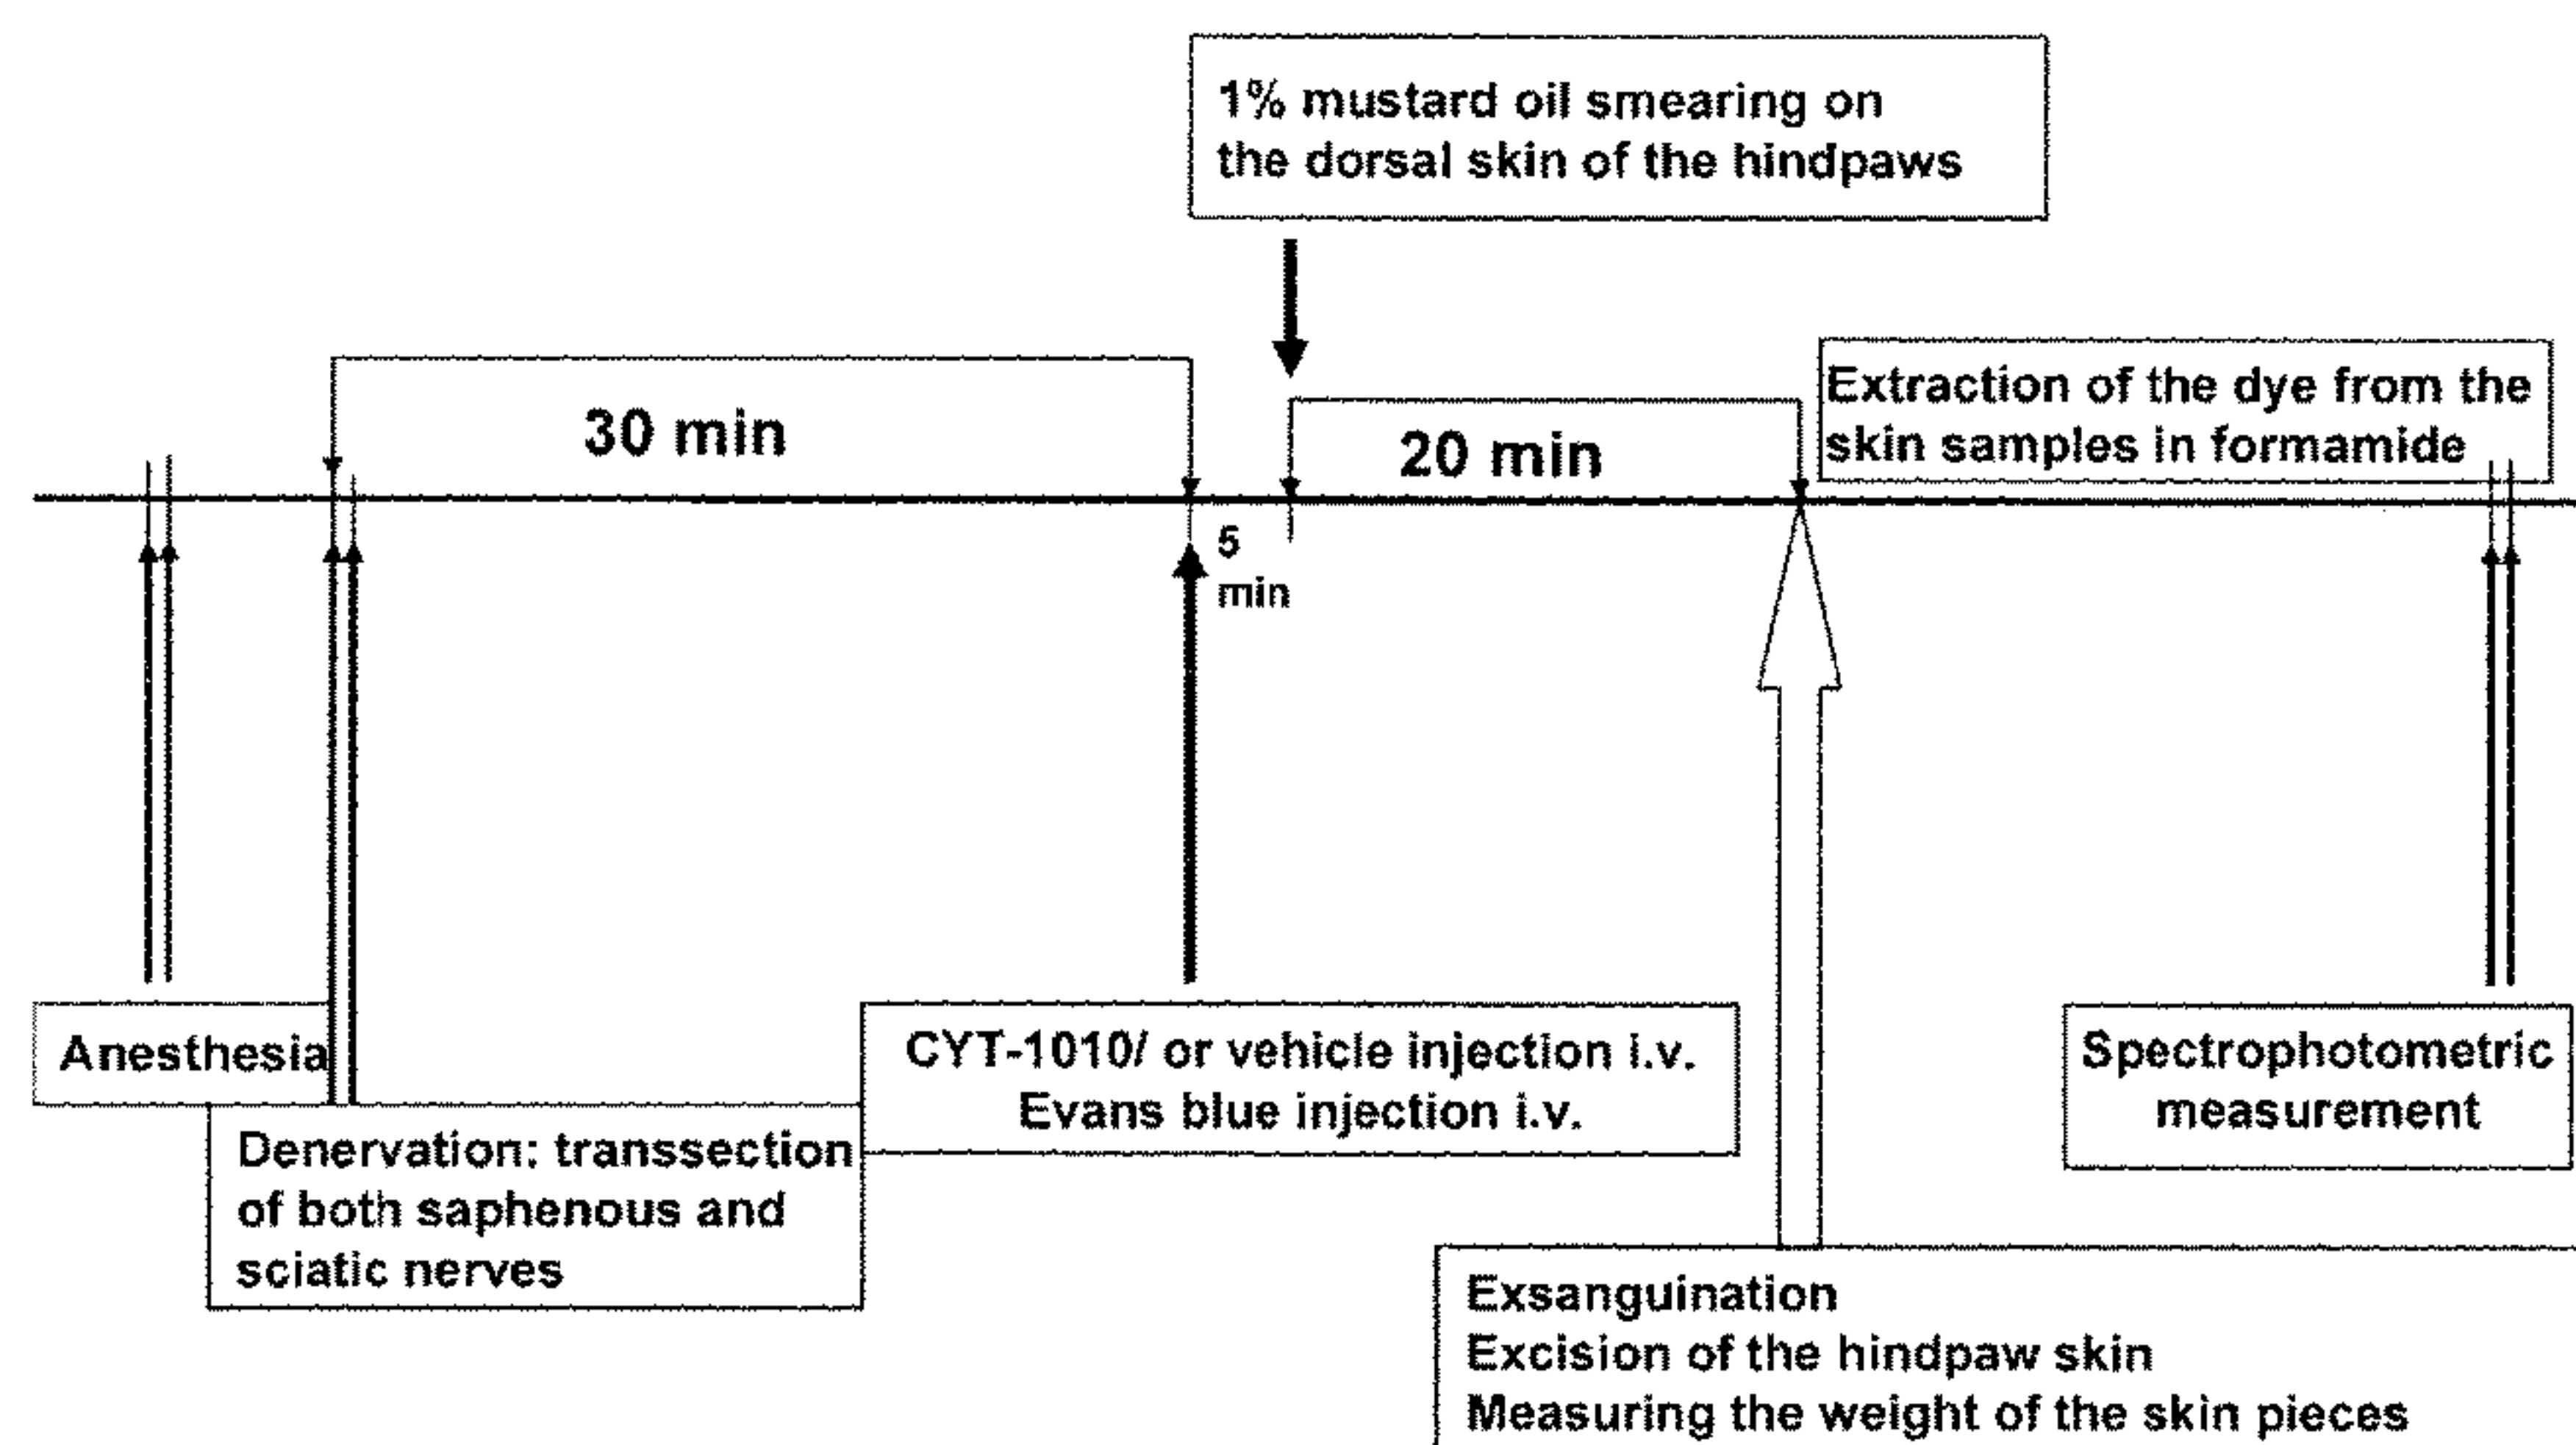 1% mustard oil smearing on
the dorsal skin of the hindpaws
30 min
20 min
Extraction of the dye from the
skin samples in formamide
5
min
Anesthesia
Denervation: transsection
of both saphenous and
sciatic nerves
CYT-1010/ or vehicle injection i.v.
Evans blue injection i.v.
Spectrophotometric
measurement
Exsanguination
Excision of the hindpaw skin
Measuring the weight of the skin pieces